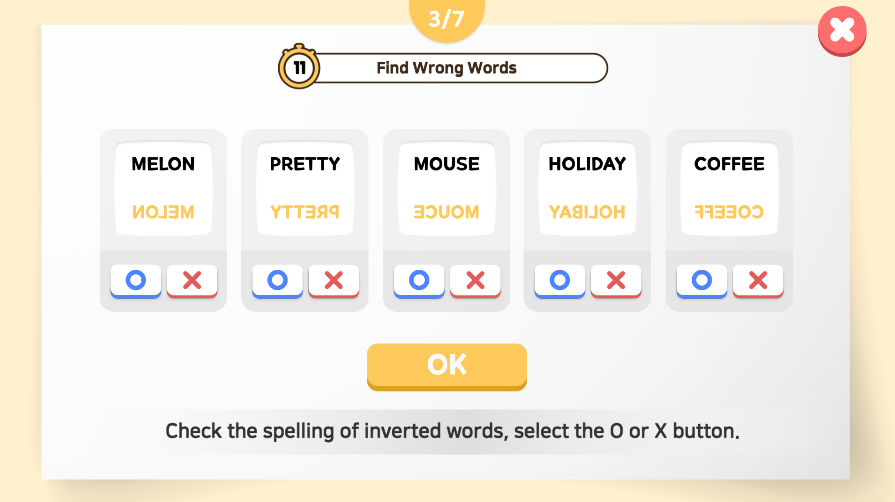 3/7
11 Find Wrong Words
MELON PRETTY MOUSE HOLIDAY COFFEE
MELON PRETTY MOUCE HOLIBAY
O X O X O X O X O X
OK
Check the spelling of inverted words, select the O or X button.